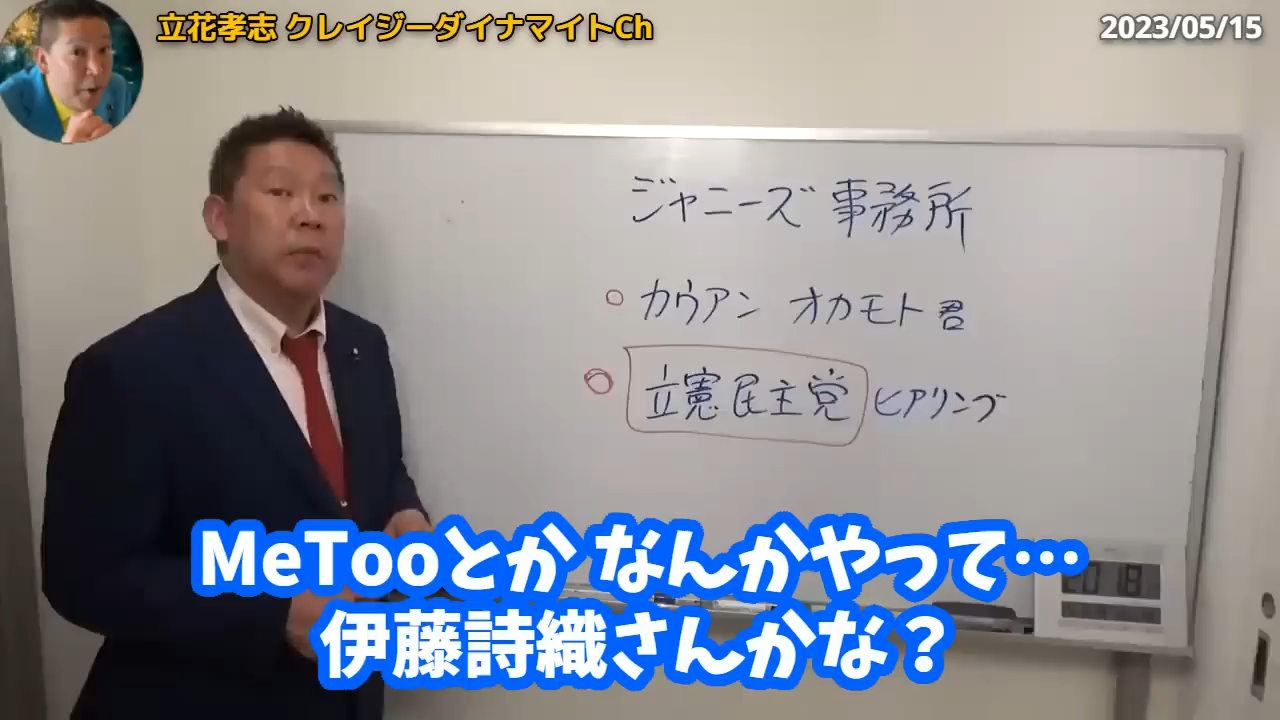 立花孝志 クレイジーダイナマイトCh
2023/05/15
ジャニーズ事務所
○ カウアン オカモト君
○ 立憲民主党 ヒアリング
MeTooとか なんかやって…
伊藤詩織さんかな？